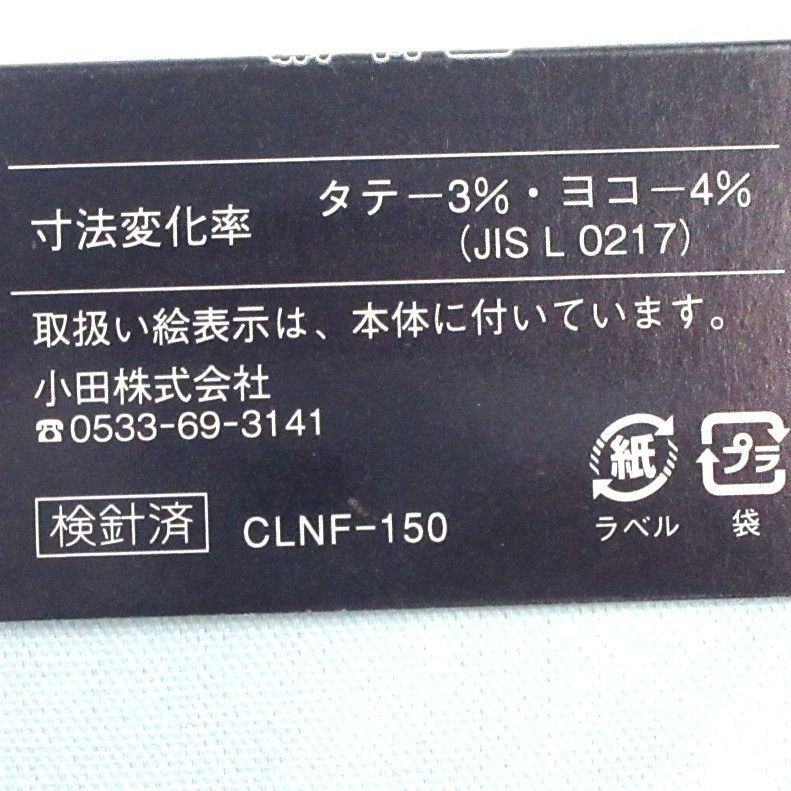 寸法変化率
タテ－3%・ヨコ－4%
(JIS L 0217)
取扱い絵表示は、本体に付いています。
小田株式会社
☎0533-69-3141
検針済 CLNF-150
紙
ラベル
プラ
袋